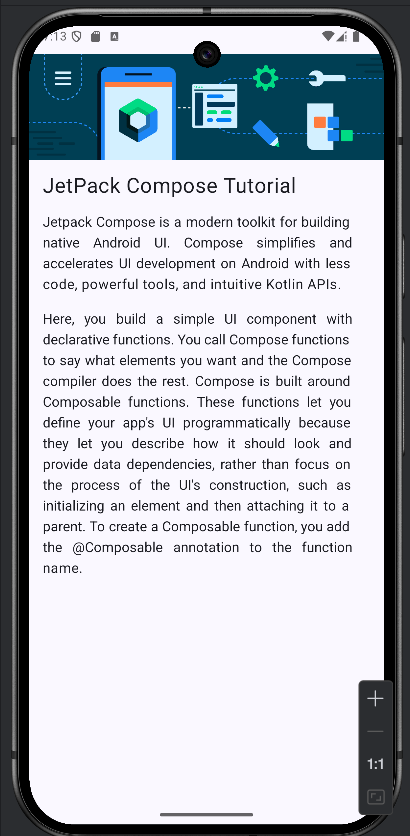 :13
JetPack Compose Tutorial
Jetpack Compose is a modern toolkit for building
native Android UI. Compose simplifies and
accelerates UI development on Android with less
code, powerful tools, and intuitive Kotlin APIs.
Here, you build a simple UI component with
declarative functions. You call Compose functions
to say what elements you want and the Compose
compiler does the rest. Compose is built around
Composable functions. These functions let you
define your app's UI programmatically because
they let you describe how it should look and
provide data dependencies, rather than focus on
the process of the UI's construction, such as
initializing an element and then attaching it to a
parent. To create a Composable function, you add
the @Composable annotation to the function
name.
1:1